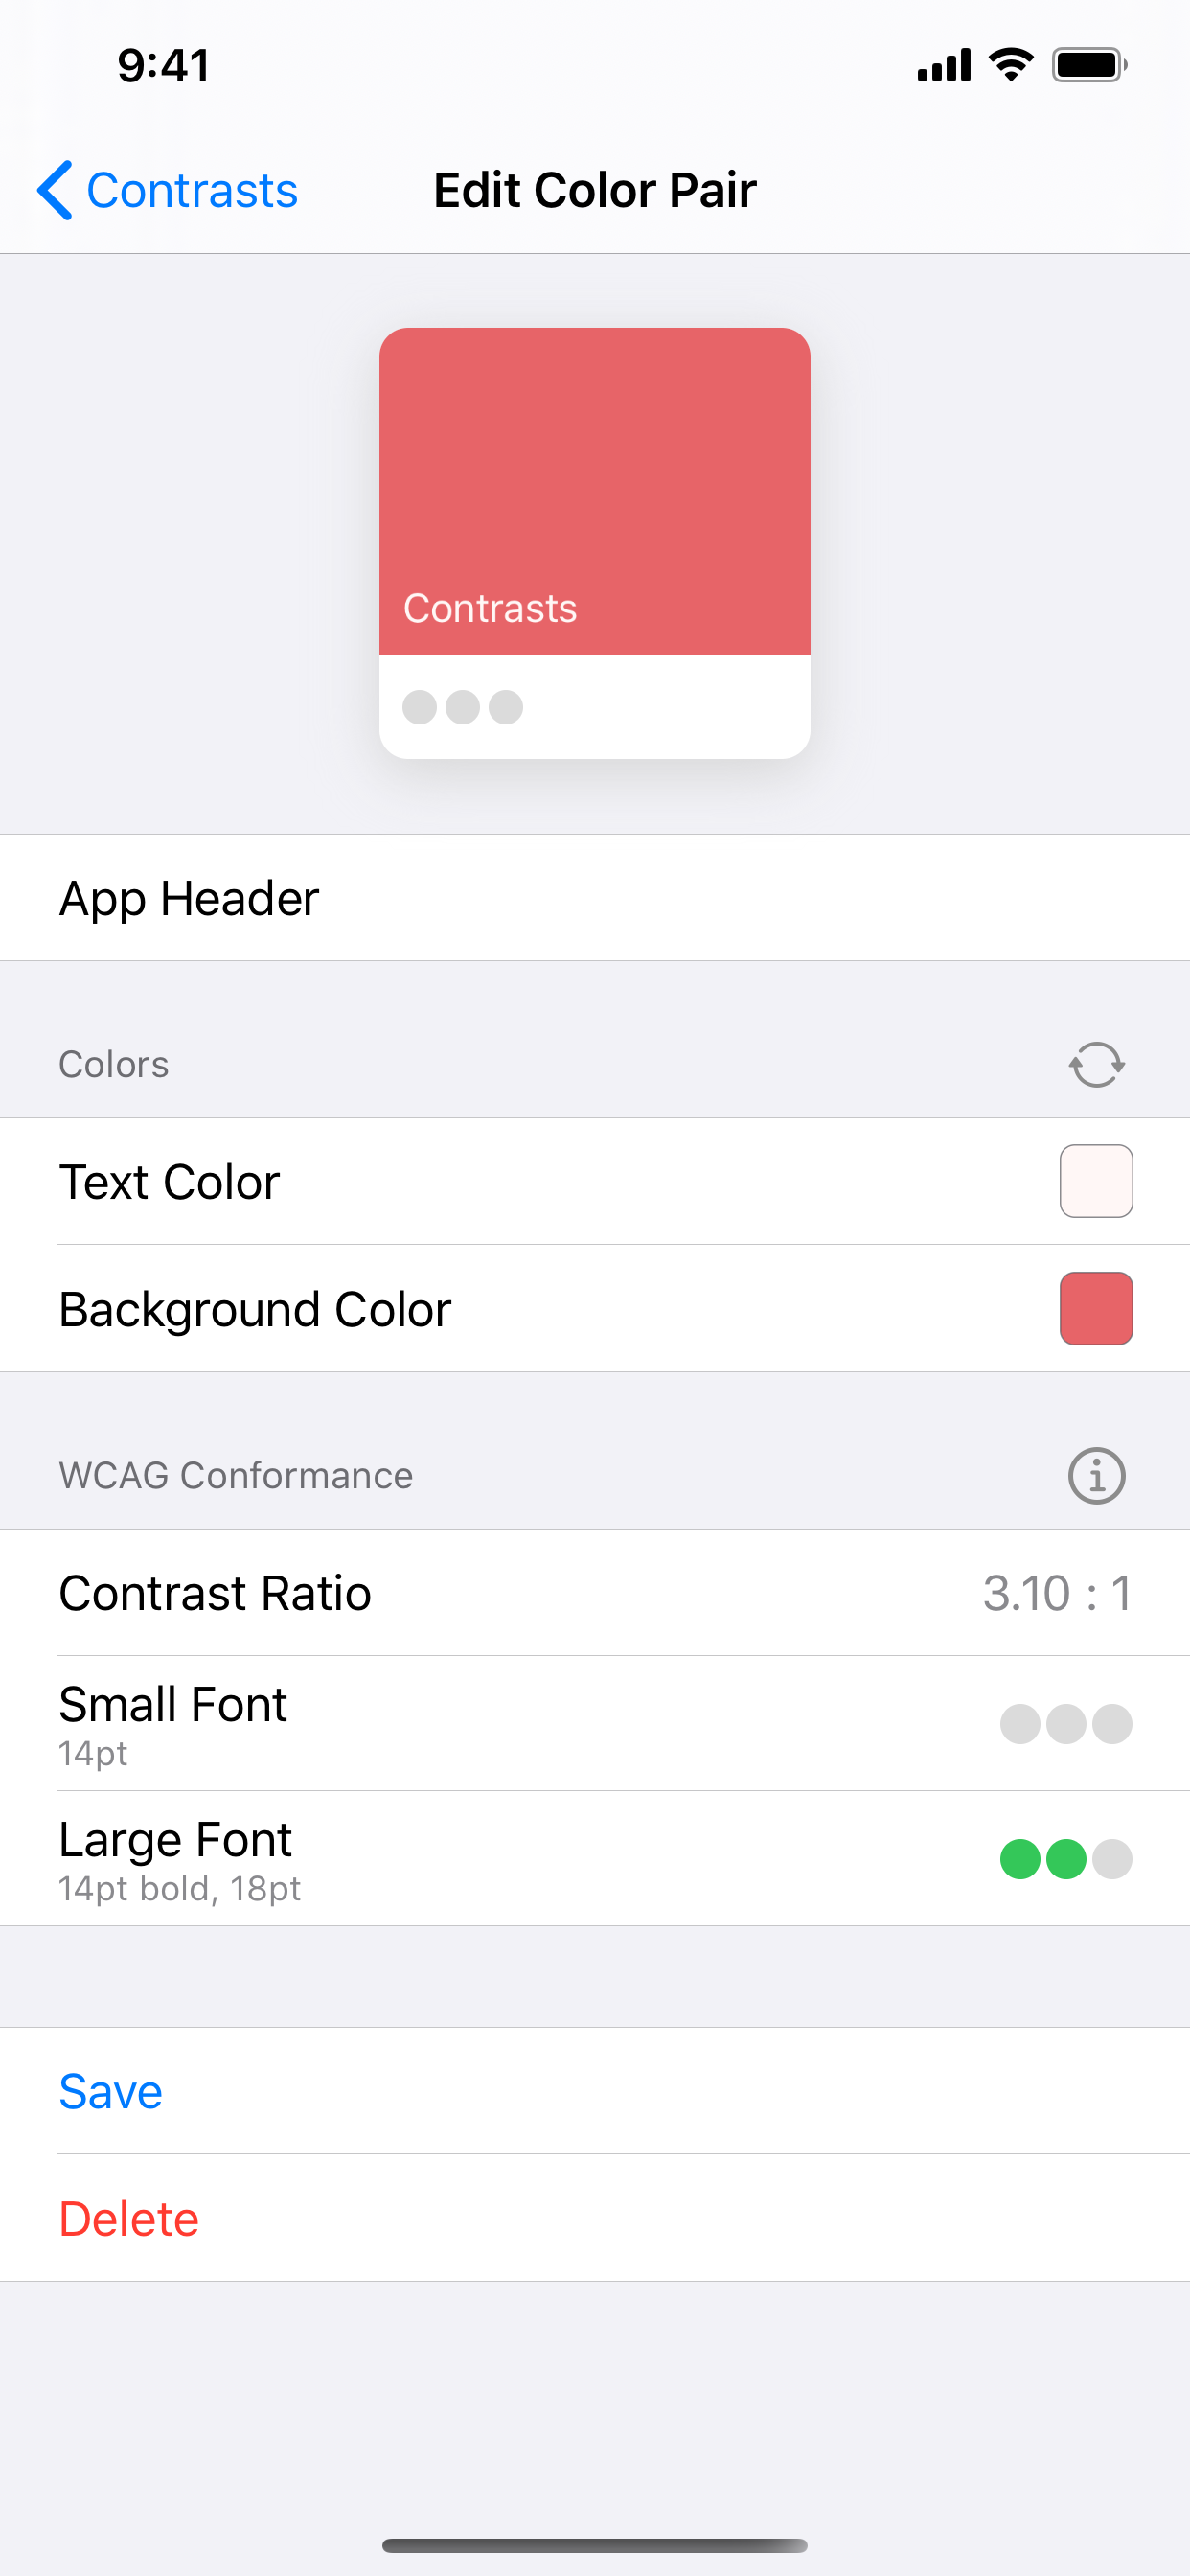 9:41
Contrasts
Edit Color Pair
Contrasts
App Header
Colors
Text Color
Background Color
WCAG Conformance
Contrast Ratio
3.10 : 1
Small Font
14pt
Large Font
14pt bold, 18pt
Save
Delete